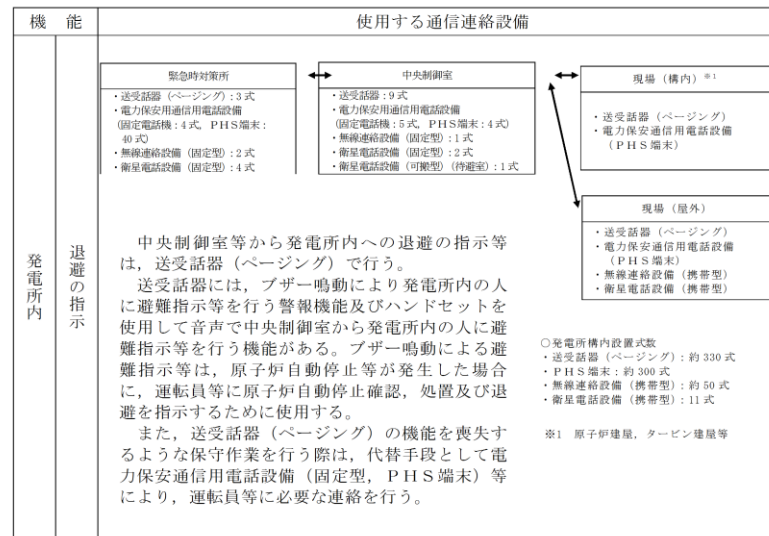 機　能
使用する通信連絡設備
緊急時対策所
・送受話器（ページング）：3式
・電力保安用通信用電話設備
(固定電話機：4式，PHS端末：
40式)
・無線連絡設備（固定型）：2式
・衛星電話設備（固定型）：4式
中央制御室
・送受話器：9式
・電力保安用通信用電話設備
(固定電話機：5式，PHS端末：4式)
・無線連絡設備（固定型）：1式
・衛星電話設備（固定型）：2式
・衛星電話設備（可搬型）（待避室）：1式
現場（構内）※1
・送受話器（ページング）
・電力保安通信用電話設備
（PHS端末）
現場（屋外）
・送受話器（ページング）
・電力保安通信用電話設備
（PHS端末）
・無線連絡設備（携帯型）
・衛星電話設備（携帯型）
発電所内
退避の指示
中央制御室等から発電所内への退避の指示等
は，送受話器（ページング）で行う。
送受話器には，ブザー鳴動により発電所内の人
に避難指示等を行う警報機能及びハンドセットを
使用して音声で中央制御室から発電所内の人に避
難指示等を行う機能がある。ブザー鳴動による避
難指示等は，原子炉自動停止等が発生した場合
に，運転員等に原子炉自動停止確認，処置及び退
避を指示するために使用する。
また，送受話器（ページング）の機能を喪失す
るような保守作業を行う際は，代替手段として電
力保安通信用電話設備（固定型，PHS端末）等
により，運転員等に必要な連絡を行う。
○発電所構内設置式数
・送受話器（ページング）：約330式
・PHS端末：約300式
・無線連絡設備（携帯型）：約50式
・衛星電話設備（携帯型）：11式
※1　原子炉建屋，タービン建屋等